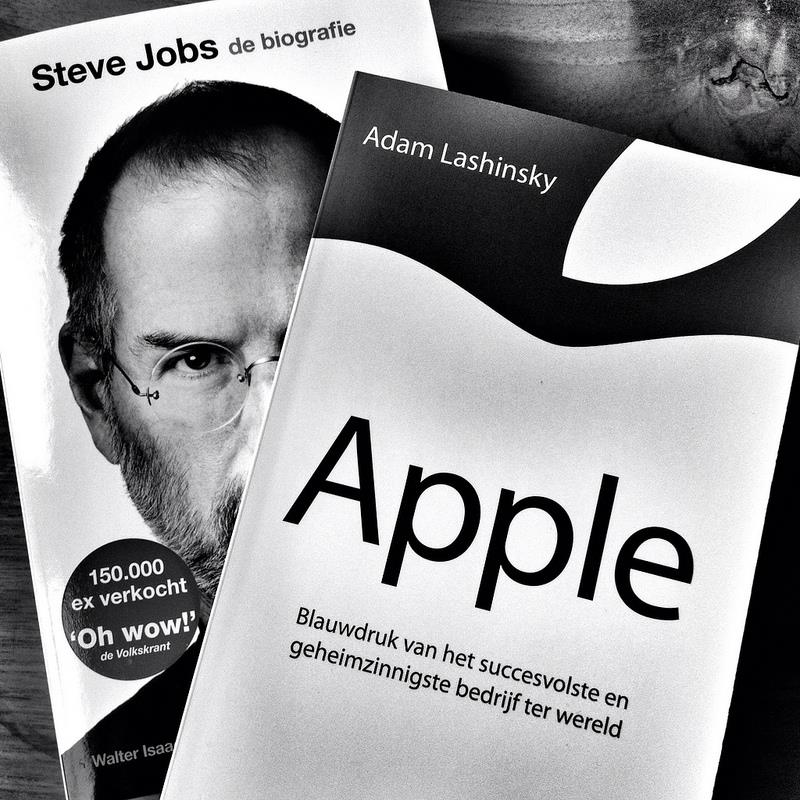 Steve Jobs de biografie
150.000
ex verkocht
‘Oh wow!’
de Volkskrant
Walter Isaa
Adam Lashinsky
Apple
Blauwdruk van het succesvolste en
geheimzinnigste bedrijf ter wereld